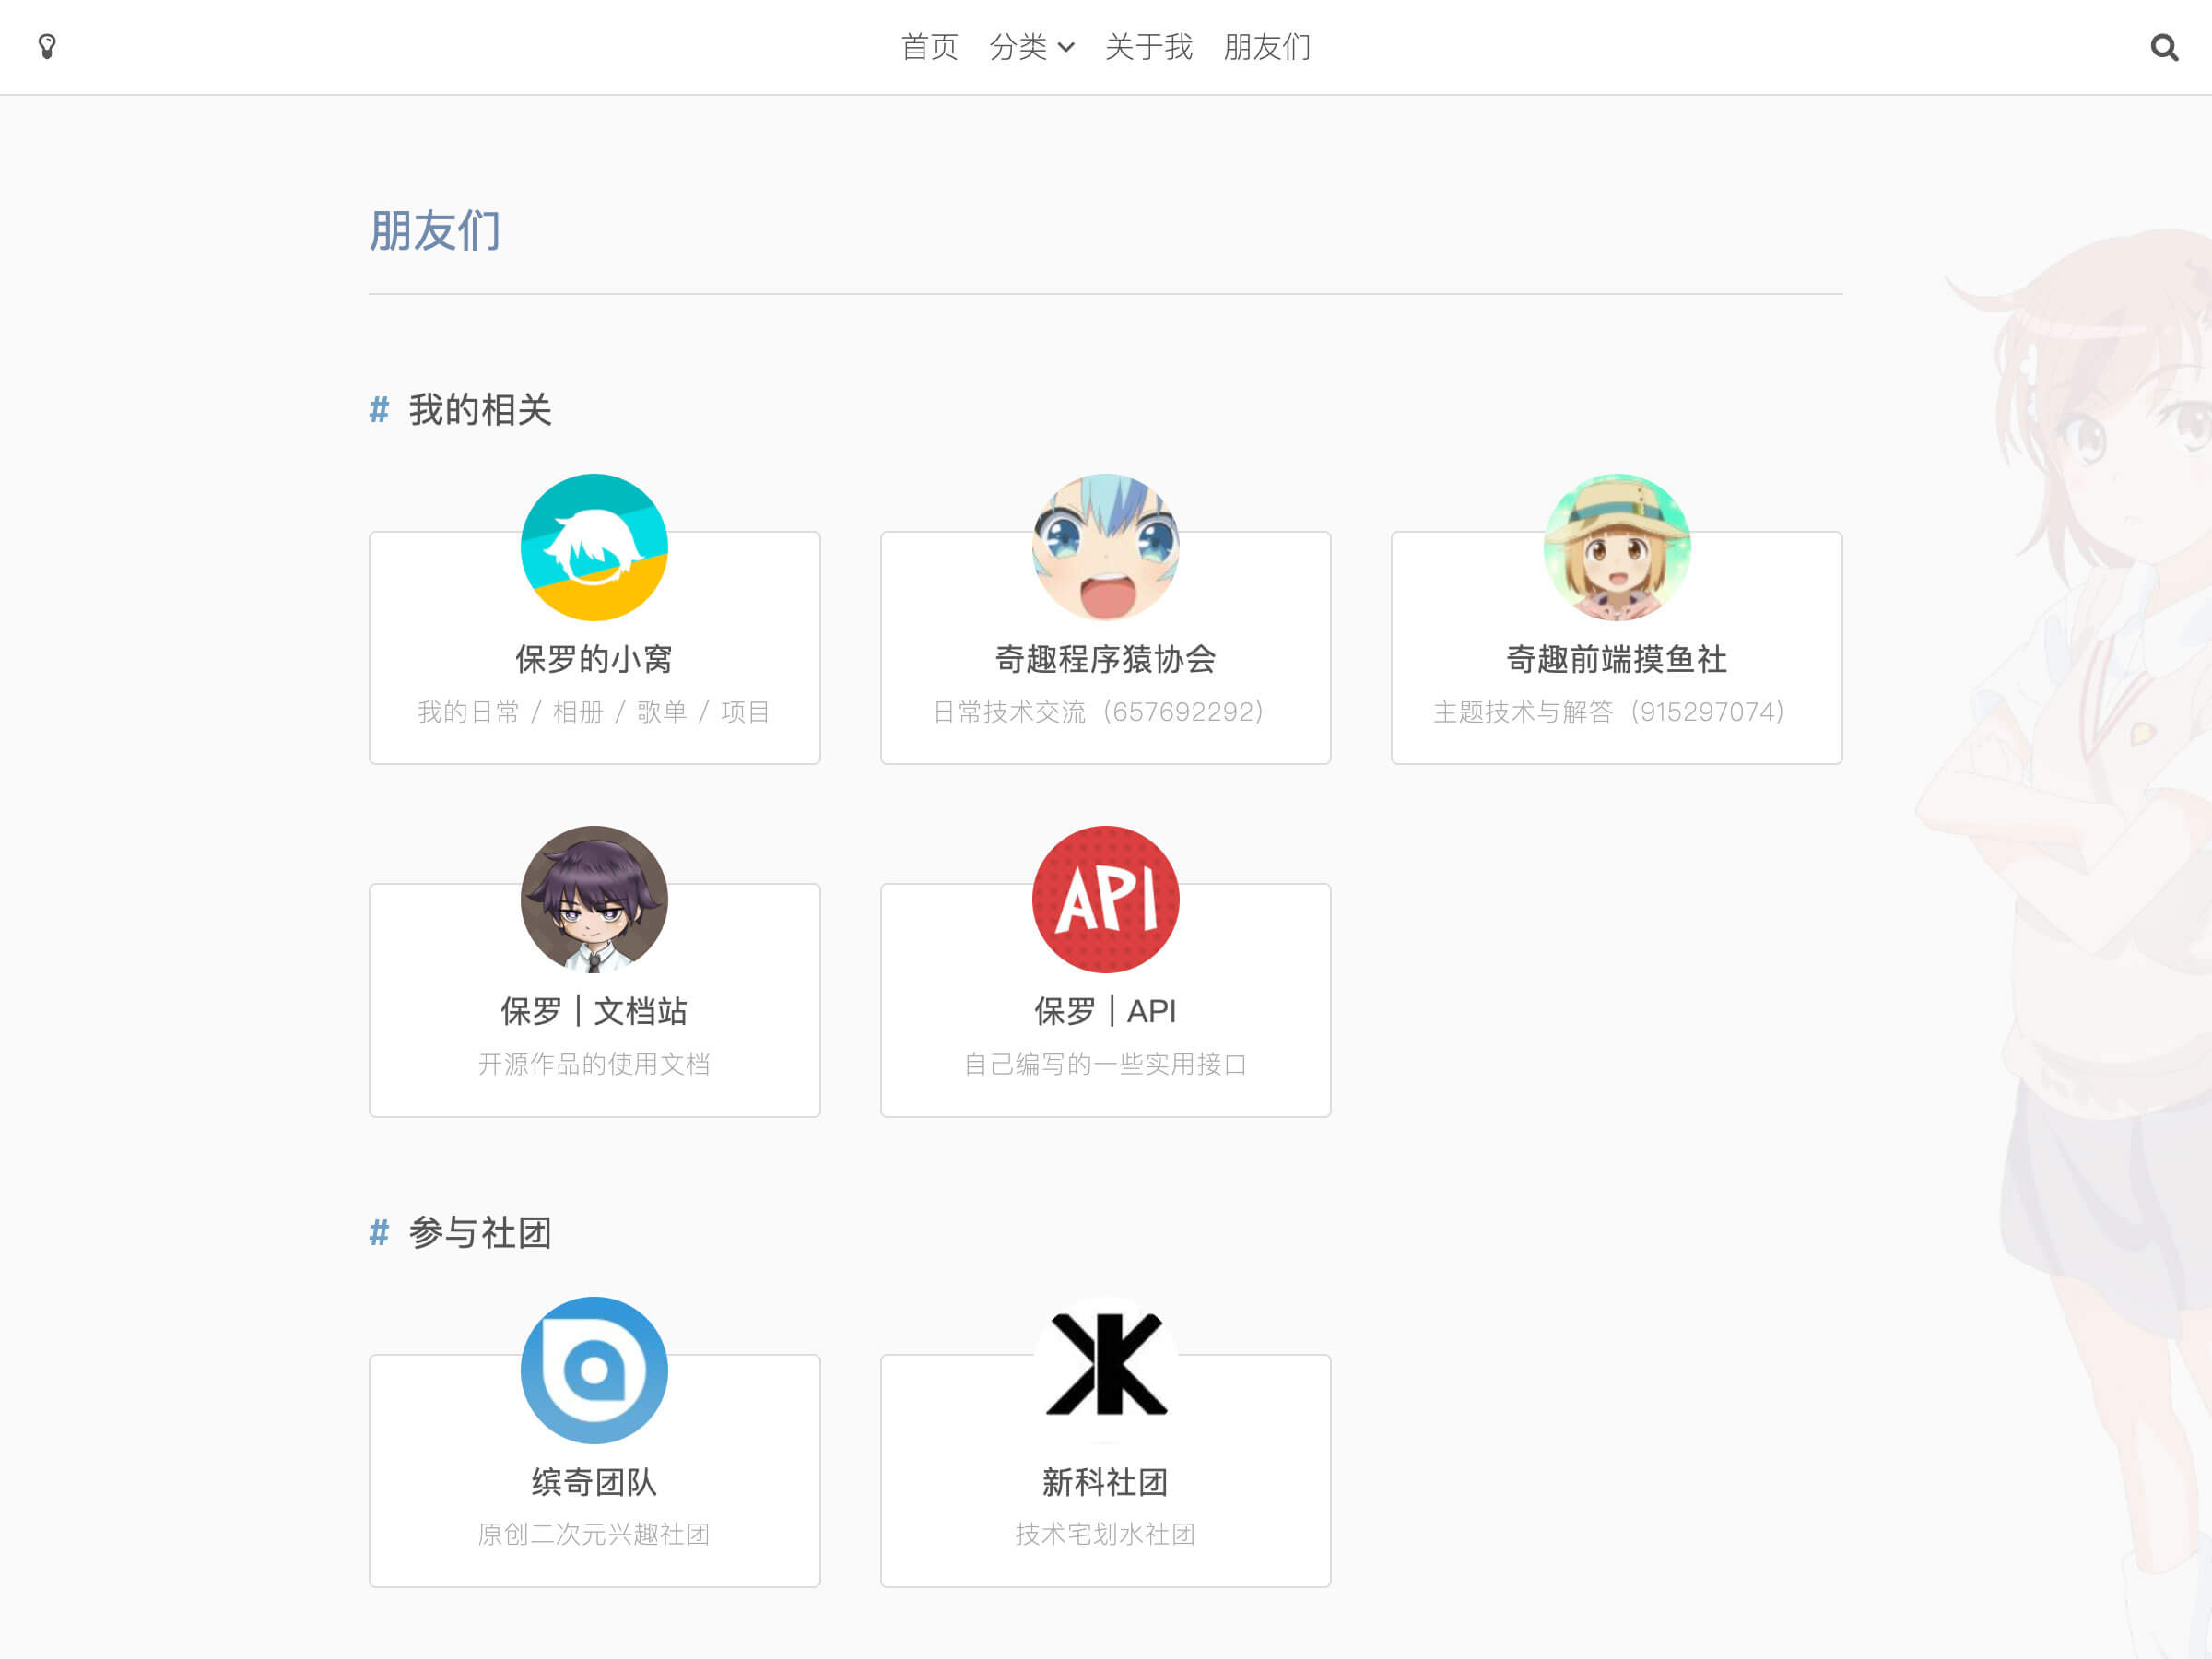 首页 分类 关于我 朋友们
朋友们
# 我的相关
保罗的小窝
我的日常 / 相册 / 歌单 / 项目
奇趣程序猿协会
日常技术交流（657692292）
奇趣前端摸鱼社
主题技术与解答（915297074）
保罗 | 文档站
开源作品的使用文档
API
保罗 | API
自己编写的一些实用接口
# 参与社团
缤奇团队
原创二次元兴趣社团
新科社团
技术宅划水社团